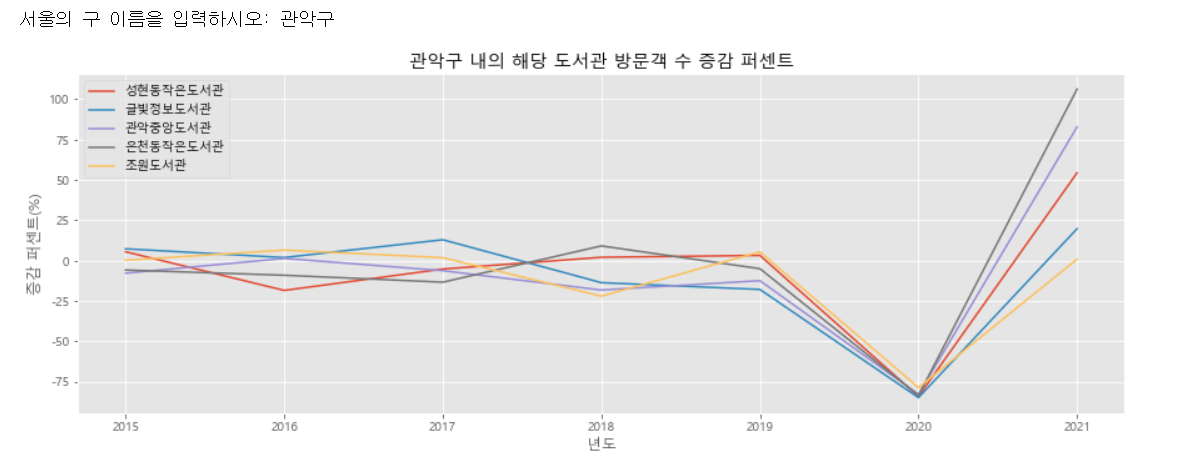 서울의 구 이름을 입력하시오: 관악구
관악구 내의 해당 도서관 방문객 수 증감 퍼센트
성현동작은도서관
글빛정보도서관
관악중앙도서관
은천동작은도서관
조원도서관
증감 퍼센트(%)
100
75
50
25
0
-25
-50
-75
2015 2016 2017 2018 2019 2020 2021
년도